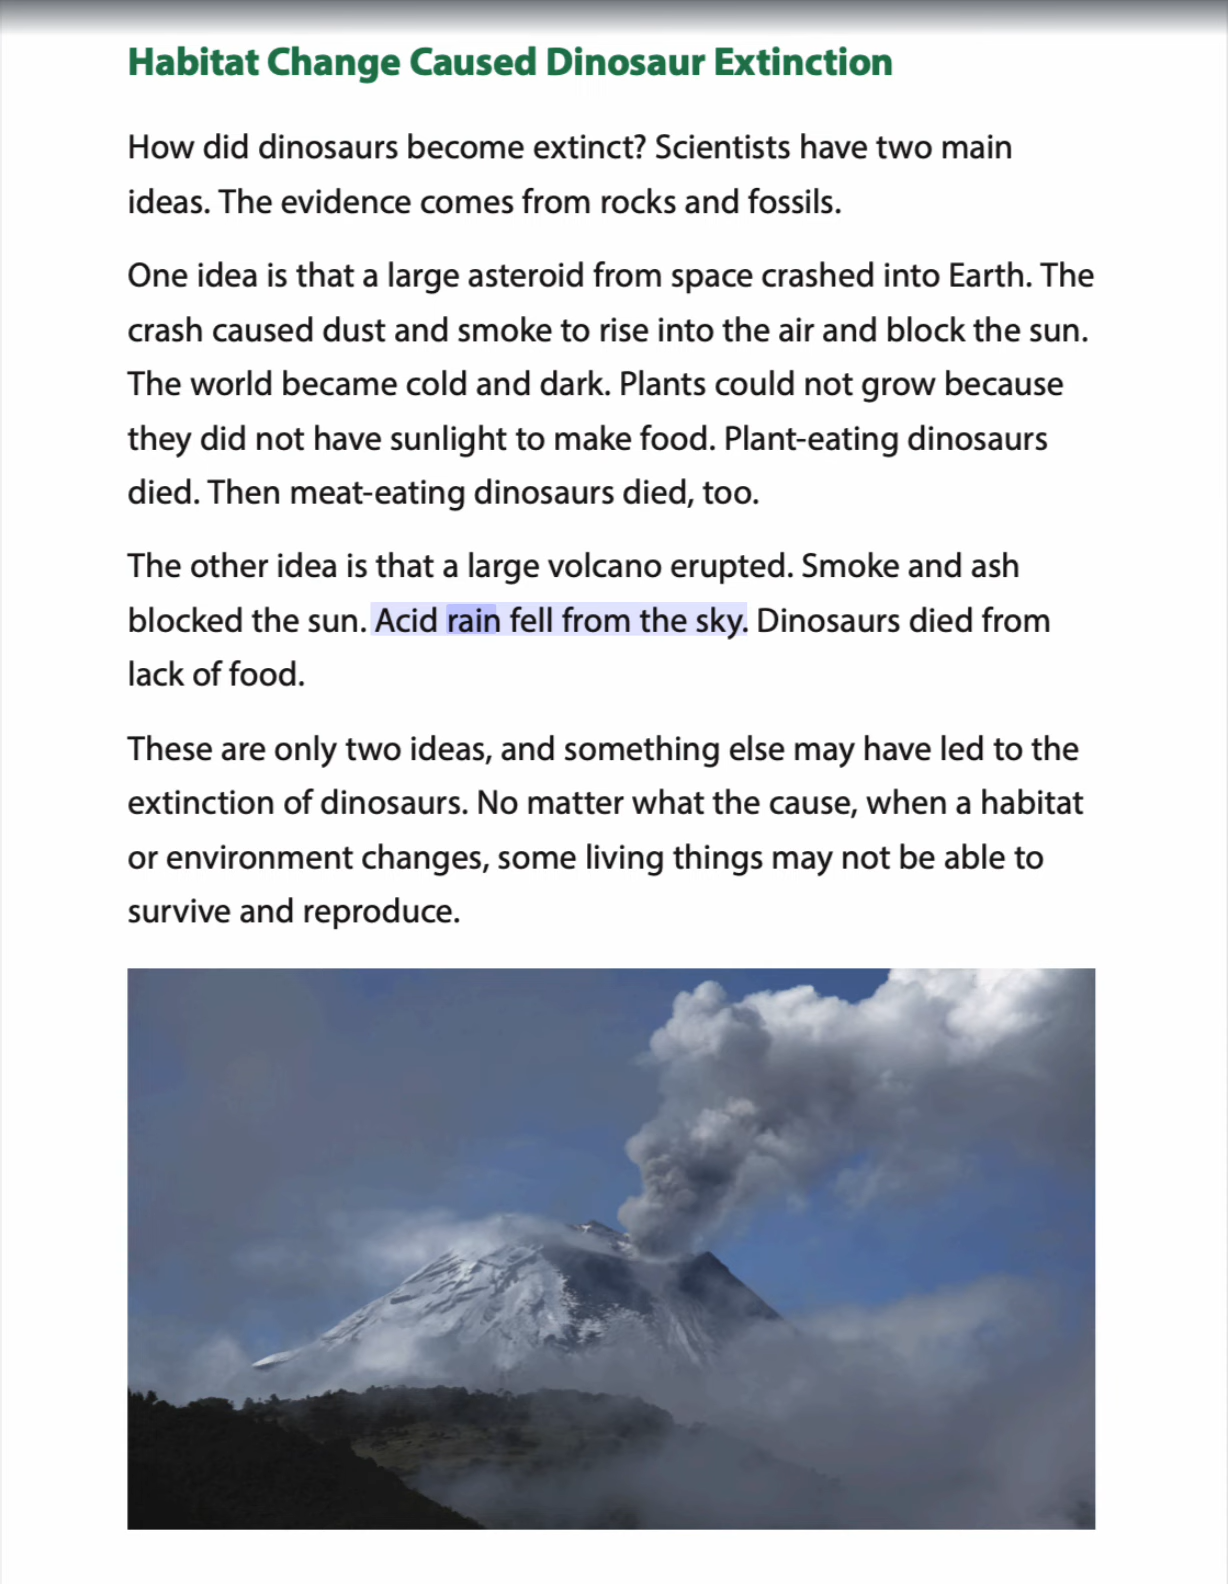 Habitat Change Caused Dinosaur Extinction
How did dinosaurs become extinct? Scientists have two main
ideas. The evidence comes from rocks and fossils.
One idea is that a large asteroid from space crashed into Earth. The
crash caused dust and smoke to rise into the air and block the sun.
The world became cold and dark. Plants could not grow because
they did not have sunlight to make food. Plant-eating dinosaurs
died. Then meat-eating dinosaurs died, too.
The other idea is that a large volcano erupted. Smoke and ash
blocked the sun. Acid rain fell from the sky. Dinosaurs died from
lack of food.
These are only two ideas, and something else may have led to the
extinction of dinosaurs. No matter what the cause, when a habitat
or environment changes, some living things may not be able to
survive and reproduce.